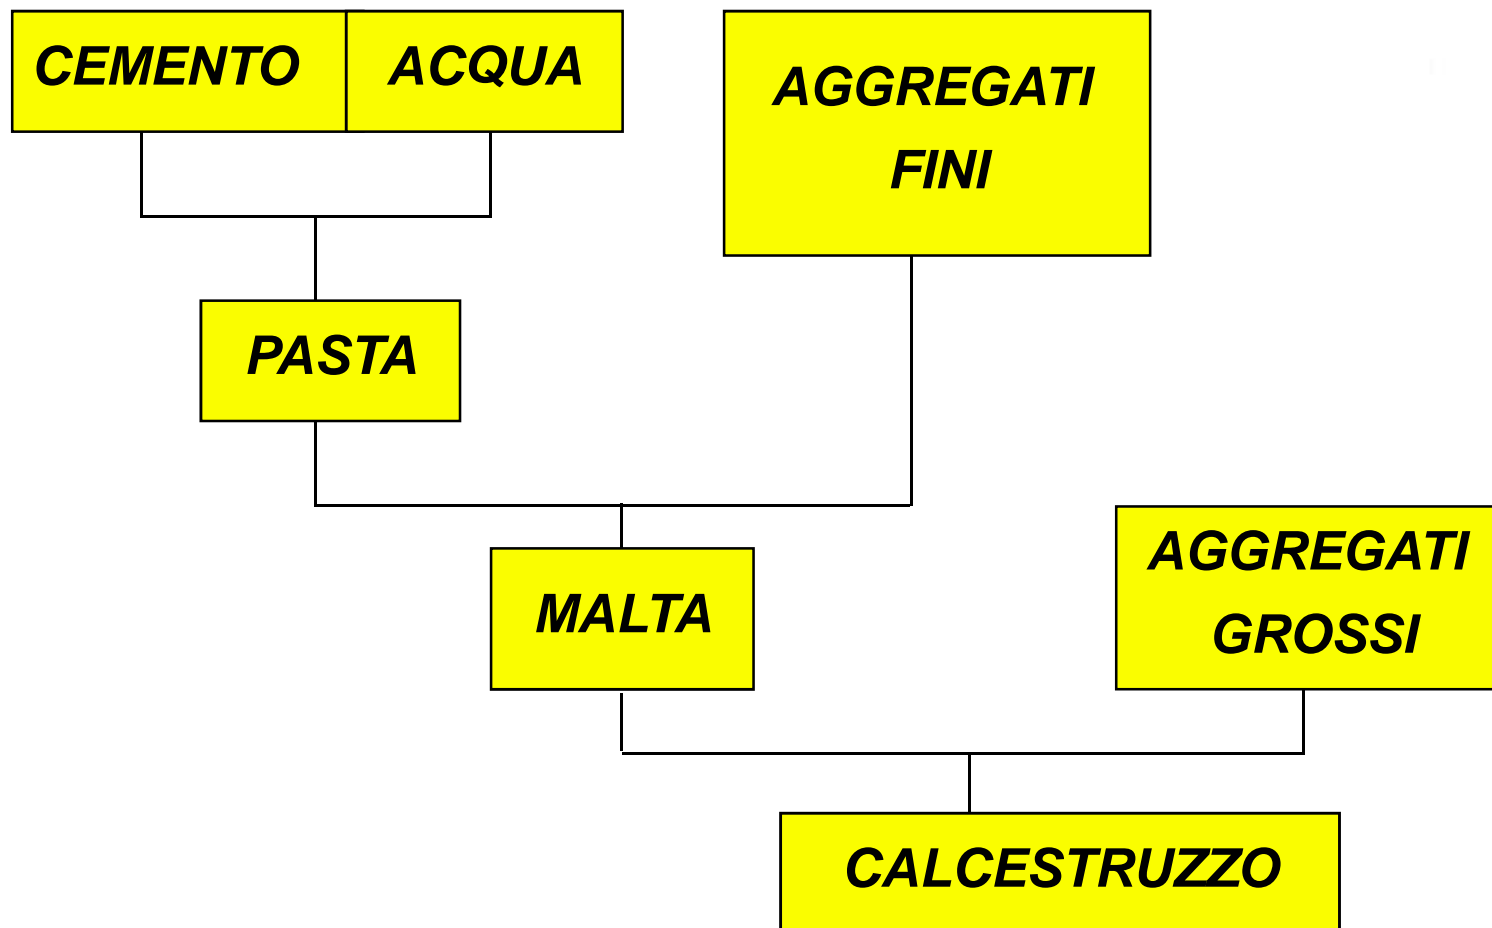 CEMENTO
ACQUA
AGGREGATI
FINI
PASTA
MALTA
AGGREGATI
GROSSI
CALCESTRUZZO